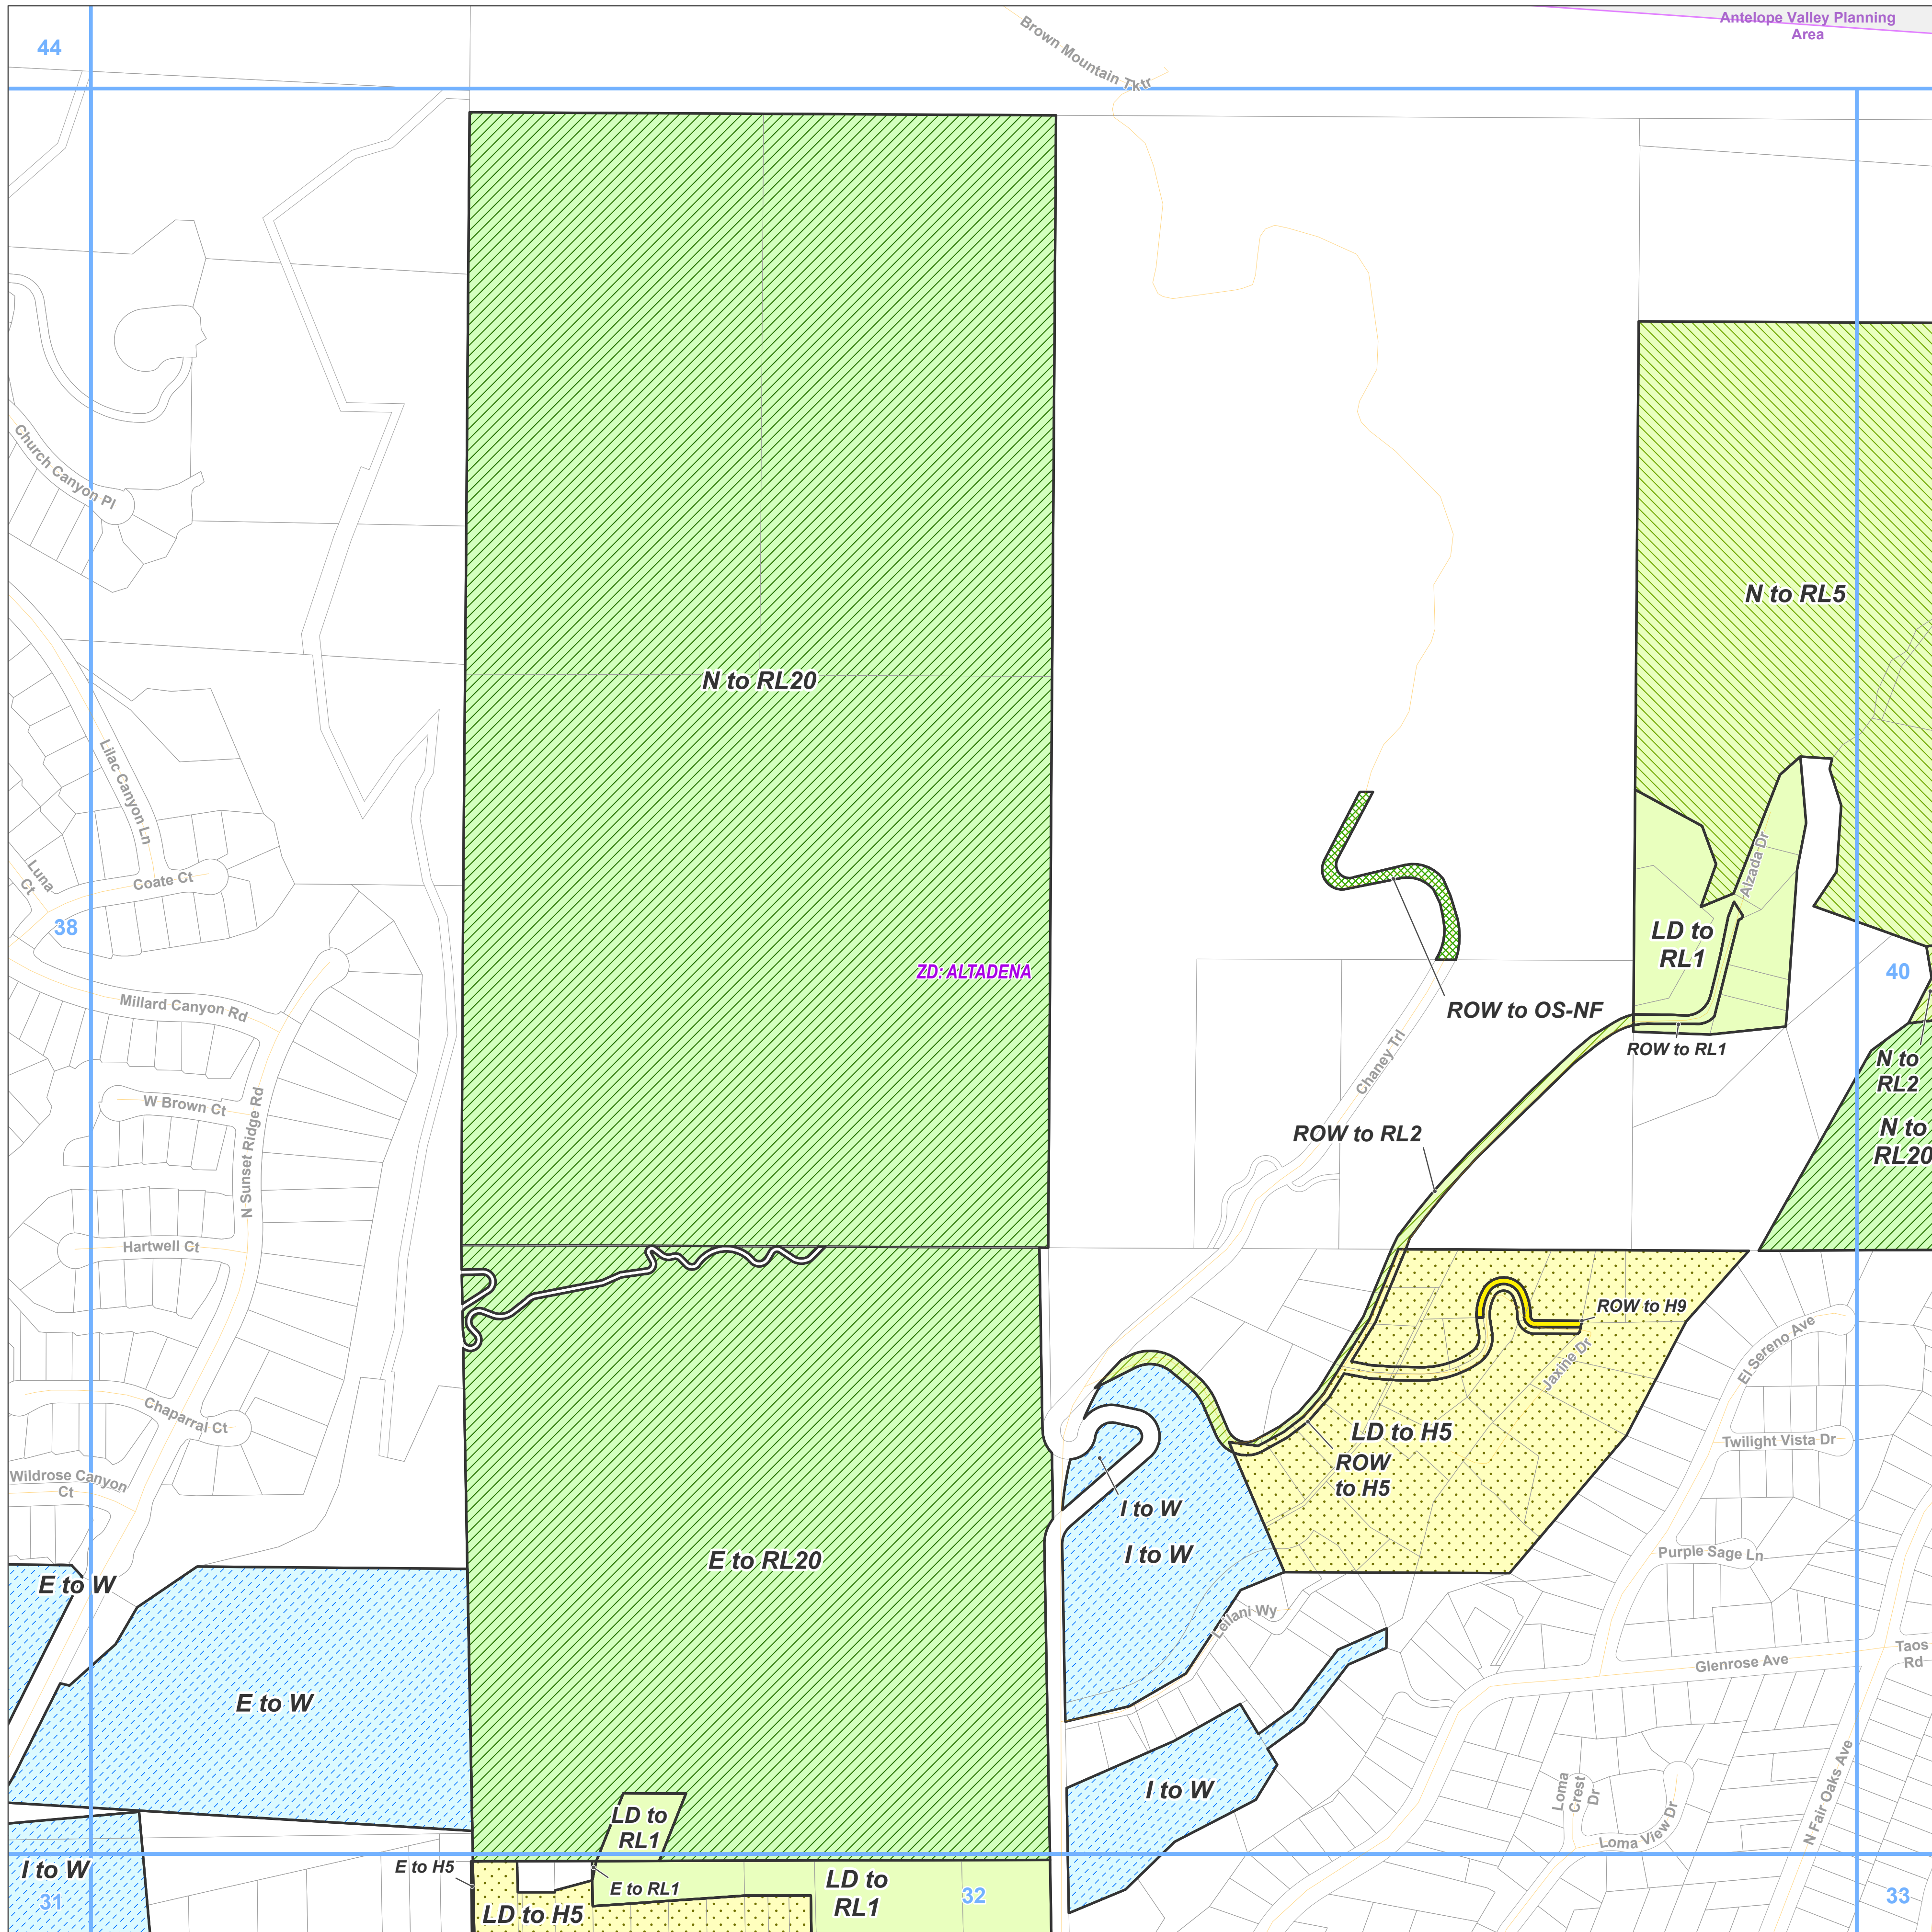 Antelope Valley Planning
Area
44
Brown Mountain Tktr
Church Canyon Pl
N to RL5
N to RL20
Lilac Canyon Ln
Alzada Dr
Luna
Ct
Coate Ct
38
LD to
RL1
ZD: ALTADENA
40
Millard Canyon Rd
ROW to OS-NF
ROW to RL1
Chaney Trl
N to
RL2
W Brown Ct
N Sunset Ridge Rd
ROW to RL2
N to
RL20
Hartwell Ct
ROW to H9
El Sereno Ave
Jaxine Dr
Chaparral Ct
LD to H5
Twilight Vista Dr
ROW
to H5
Wildrose Canyon
Ct
I to W
I to W
E to RL20
Purple Sage Ln
E to W
Leilani Wy
Taos
Rd
Glenrose Ave
E to W
I to W
Loma
Crest
Dr
N Fair Oaks Ave
LD to
RL1
Loma View Dr
E to H5
I to W
E to RL1
LD to
RL1
31
32
33
LD to H5